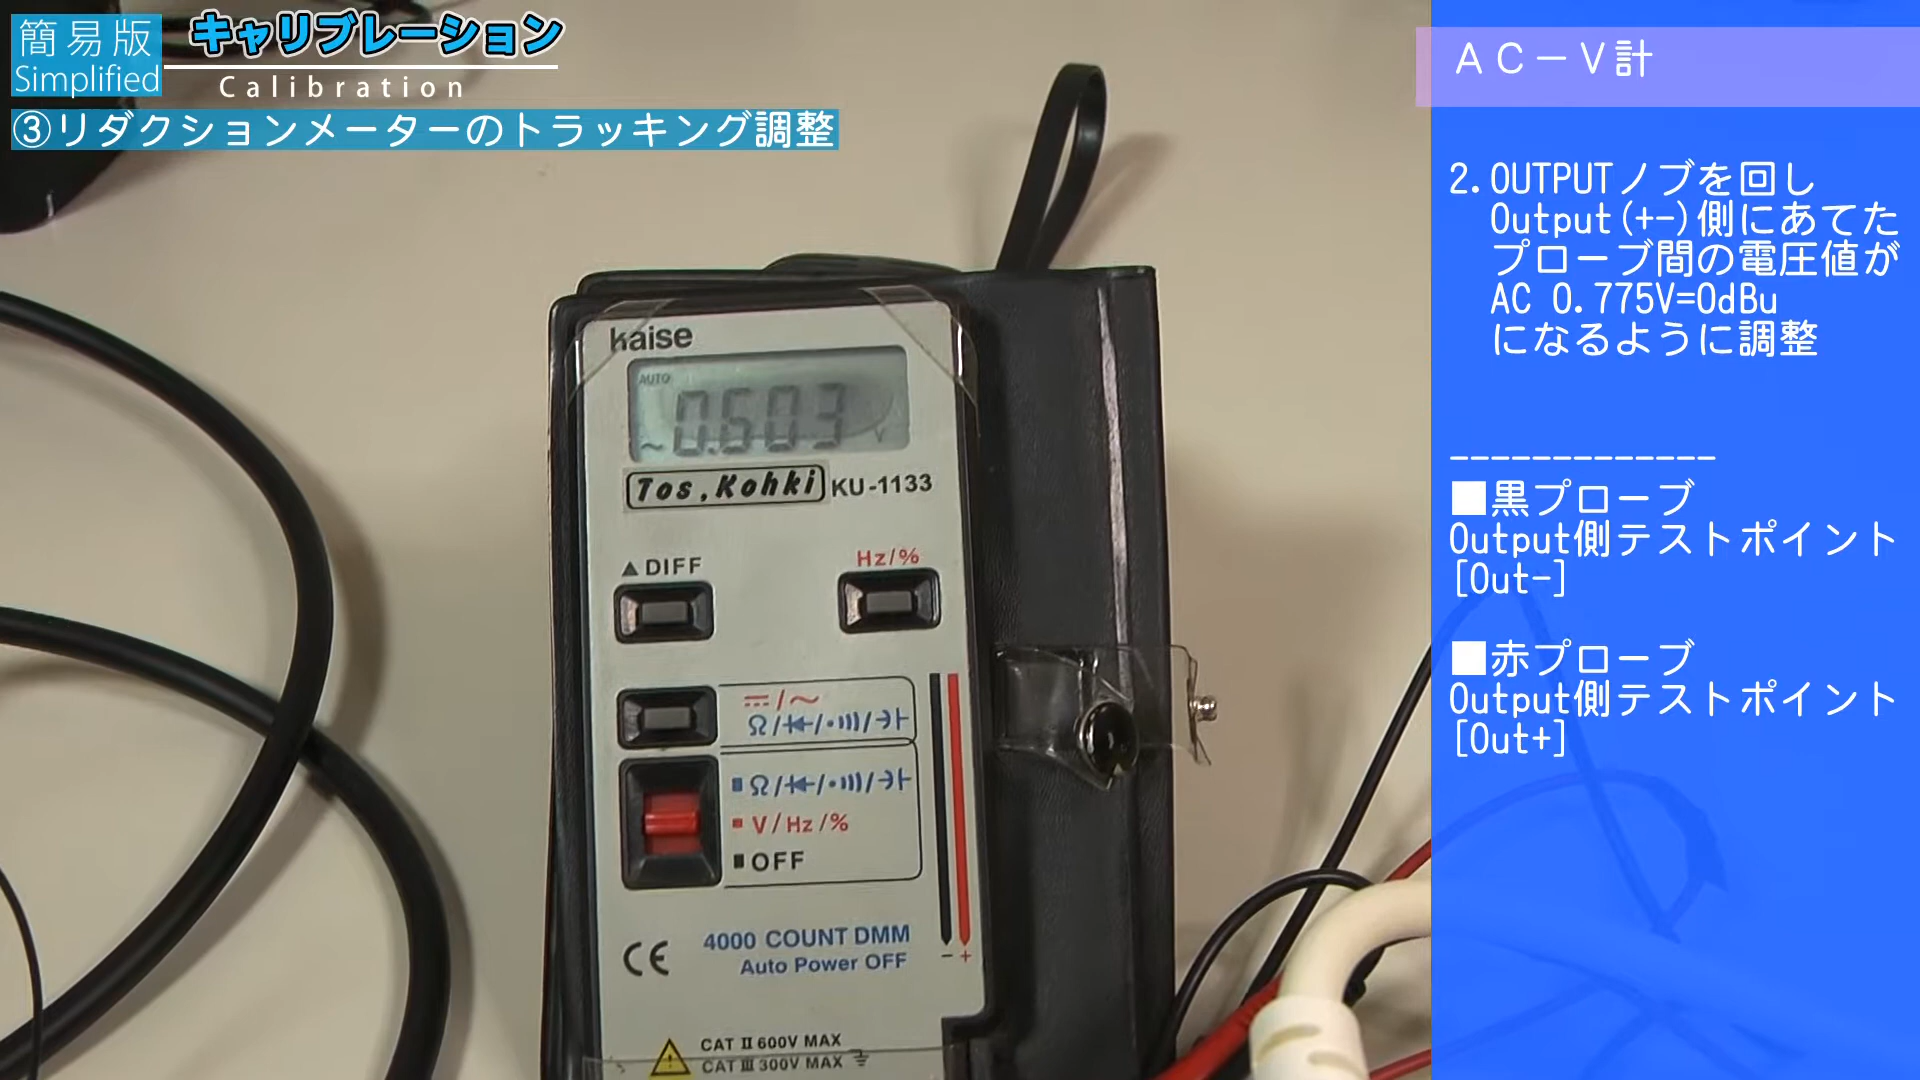 簡易版
Simplified
キャリブレーション
Calibration
③リダクションメーターのトラッキング調整
AC－V計
2.OUTPUTノブを回し
Output(+-)側にあてた
プローブ間の電圧値が
AC 0.775V=0dBu
になるように調整
-------------
■黒プローブ
Output側テストポイント
[Out-]
■赤プローブ
Output側テストポイント
[Out+]
kaise
AUTO
~0.603 V
Tos,Kohki KU-1133
▲DIFF
Hz/%
⎓/～
Ω/
Ω/
V/Hz/%
OFF
4000 COUNT DMM
Auto Power OFF
CE
- +
CAT II 600V MAX
CAT III 300V MAX